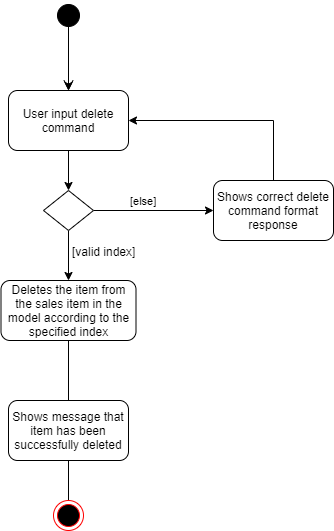 User input delete
command
[else]
Shows correct delete
command format
response
[valid index]
Deletes the item from
the sales item in the
model according to the
specified index
Shows message that
item has been
successfully deleted